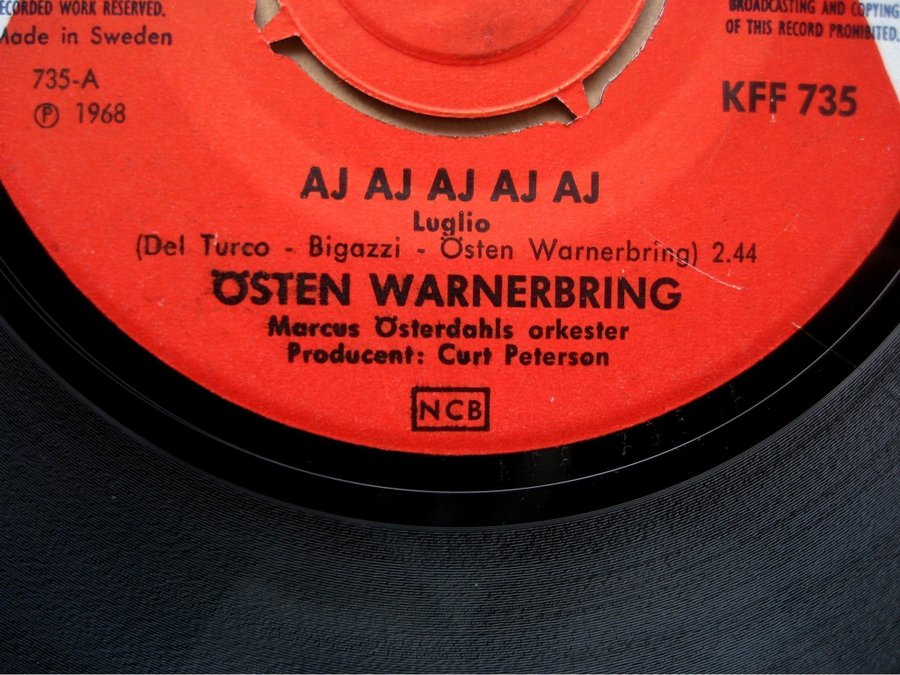 RECORDED WORK RESERVED.
Made in Sweden
BROADCASTING AND COPYING
OF THIS RECORD PROHIBITED.
735-A
Ⓟ 1968
KFF 735
AJ AJ AJ AJ AJ
Luglio
(Del Turco - Bigazzi - Östen Warnerbring) 2.44
ÖSTEN WARNERBRING
Marcus Österdahls orkester
Producent: Curt Peterson
NCB